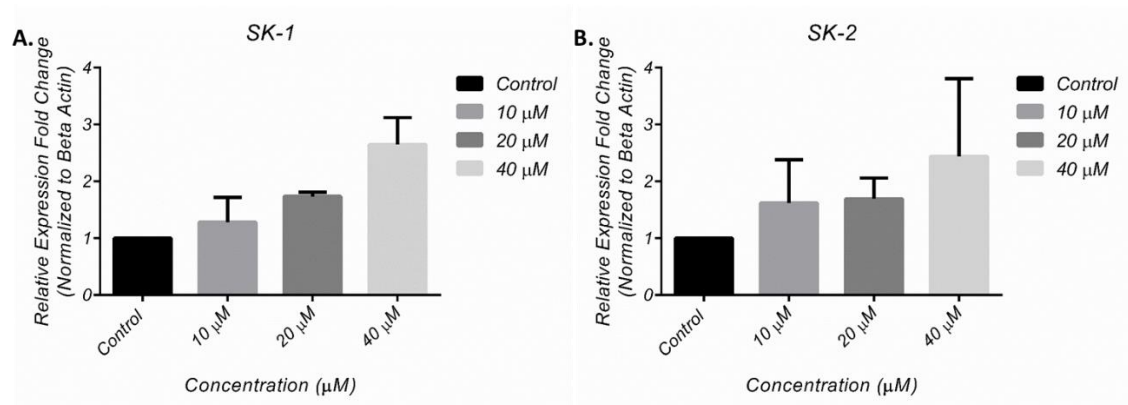 A.
SK-1
Relative Expression Fold Change
(Normalized to Beta Actin)
4
3
2
1
0
Control
10 μM
20 μM
40 μM
Concentration (μM)
Control
10 μM
20 μM
40 μM
B.
SK-2
Relative Expression Fold Change
(Normalized to Beta Actin)
4
3
2
1
0
Control
10 μM
20 μM
40 μM
Concentration (μM)
Control
10 μM
20 μM
40 μM